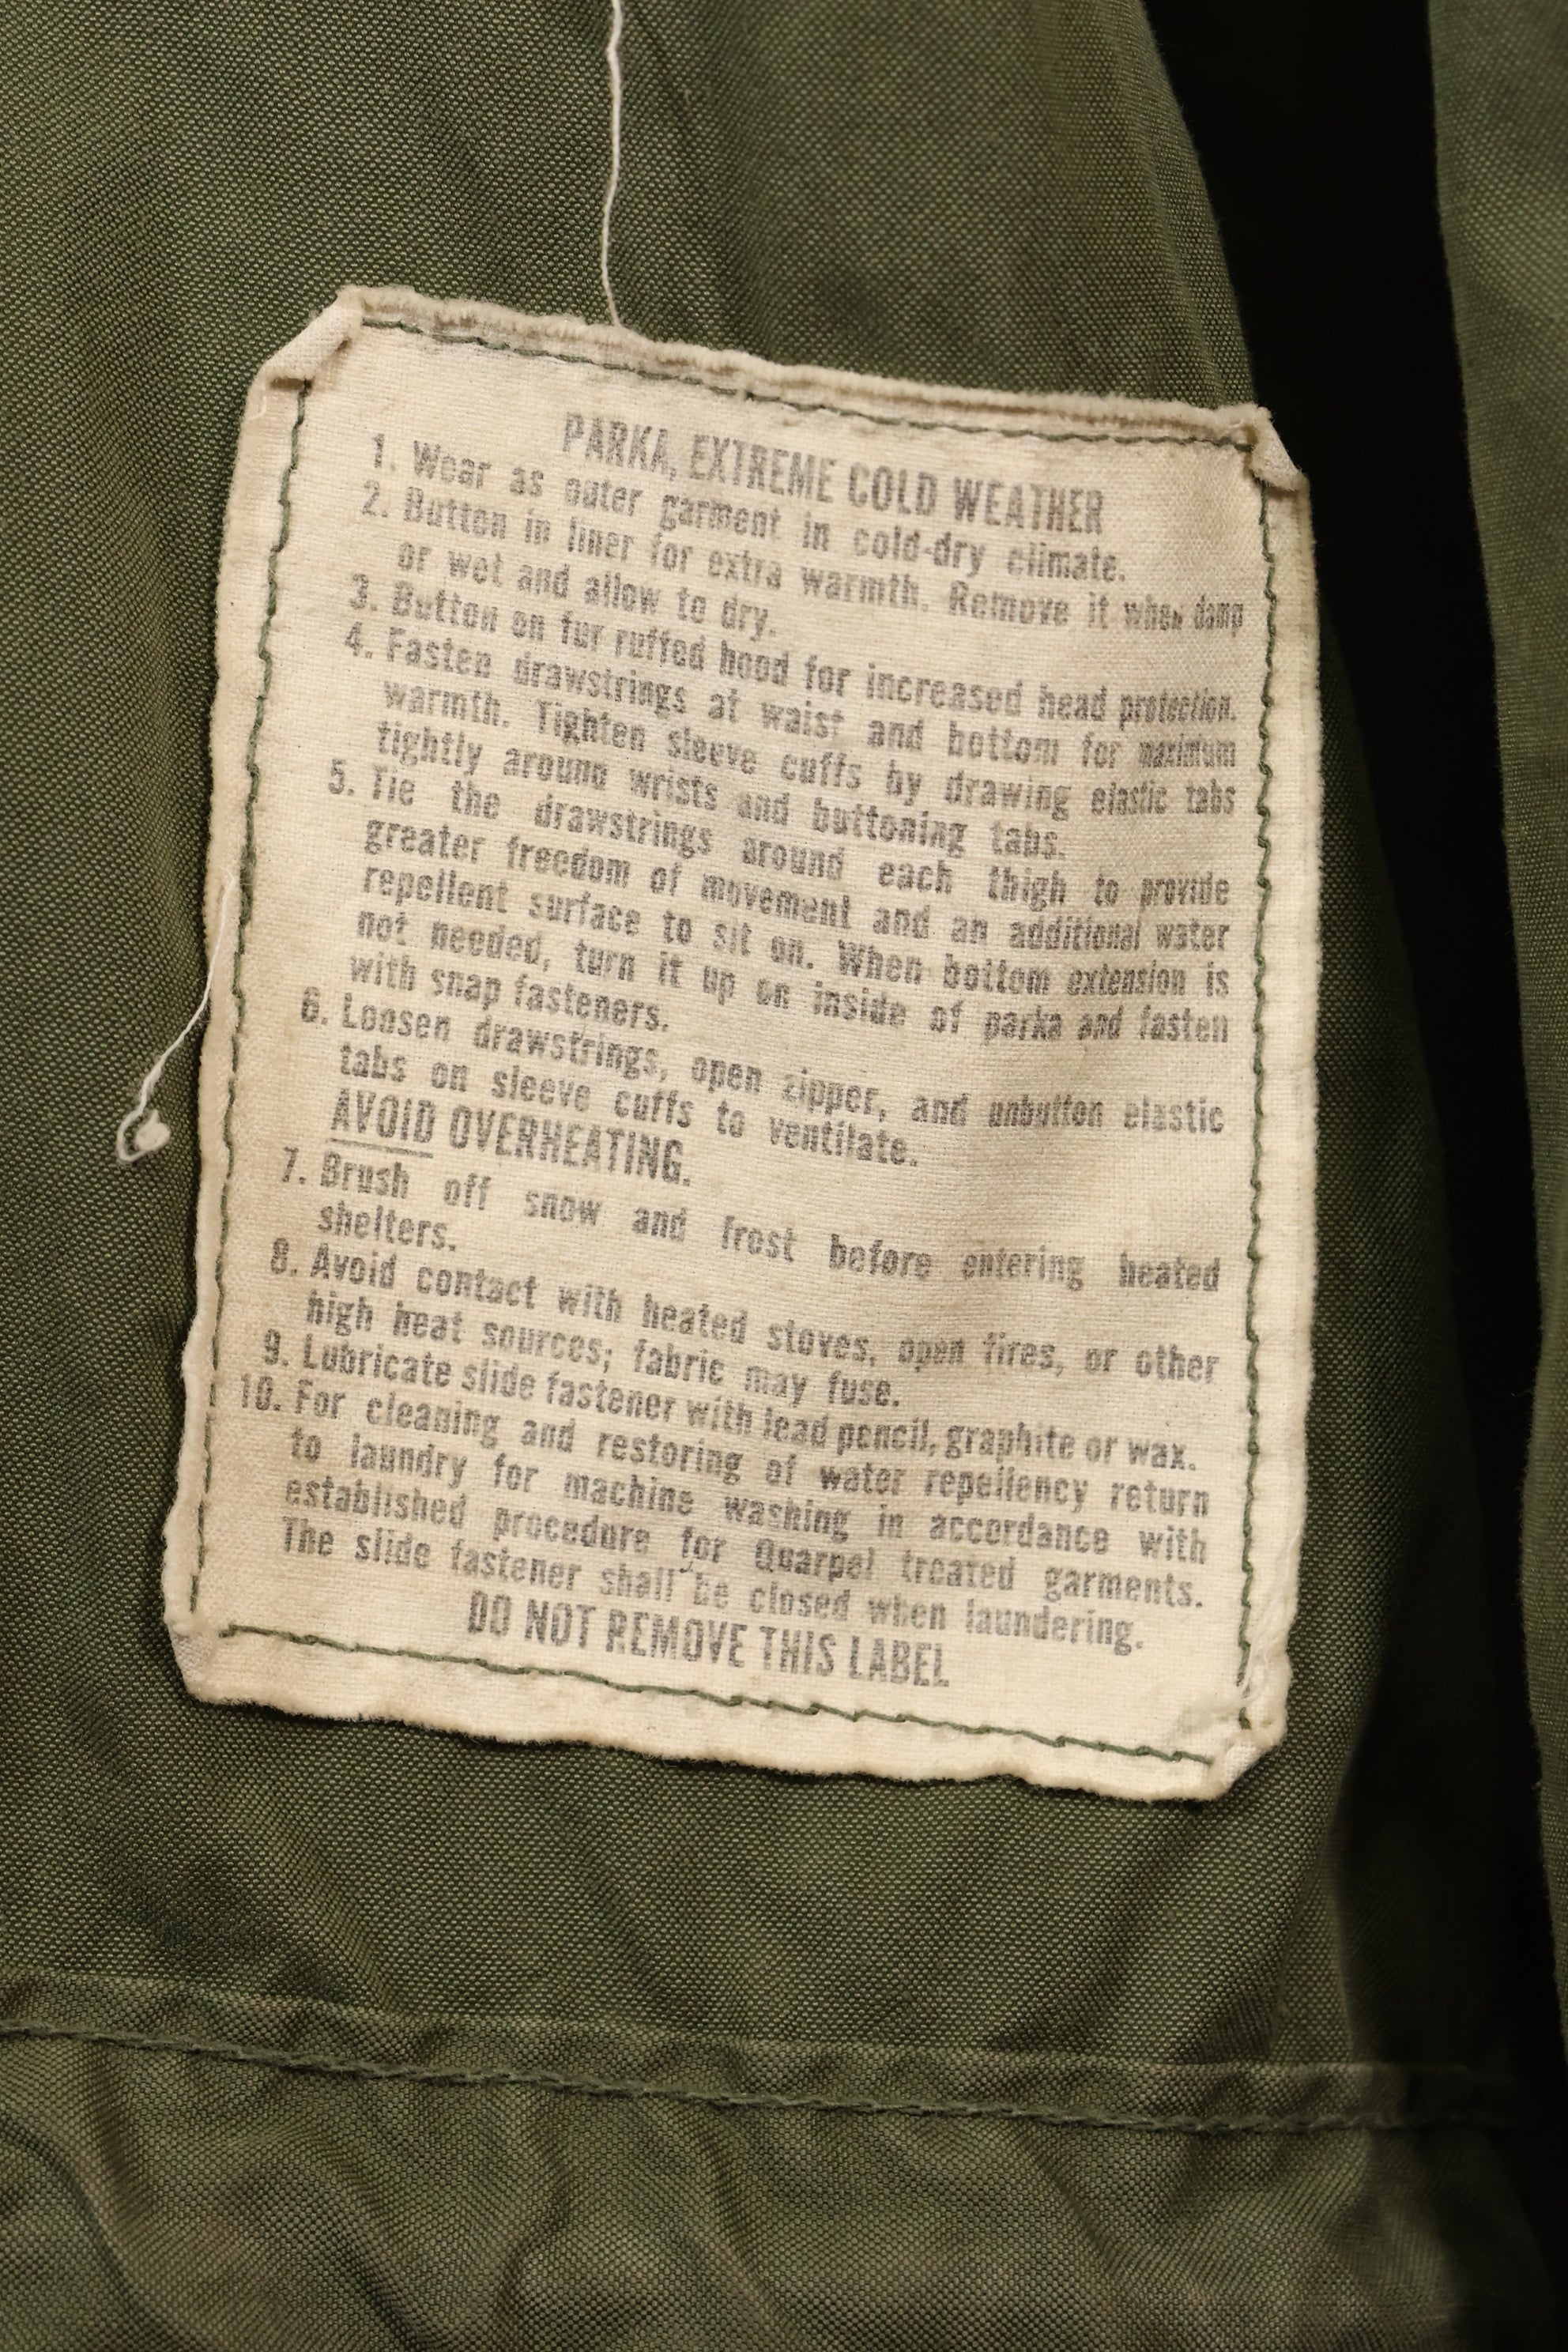 PARKA, EXTREME COLD WEATHER
1. Wear as outer garment in cold-dry climate.
2. Button in liner for extra warmth. Remove it when damp
or wet and allow to dry.
3. Button on fur ruffed hood for increased head protection.
4. Fasten drawstrings at waist and bottom for maximum
warmth. Tighten sleeve cuffs by drawing elastic tabs
tightly around wrists and buttoning tabs.
5. Tie the drawstrings around each thigh to provide
greater freedom of movement and an additional water
repellent surface to sit on. When bottom extension is
not needed, turn it up on inside of parka and fasten
with snap fasteners.
6. Loosen drawstrings, open zipper, and unbutton elastic
tabs on sleeve cuffs to ventilate.
AVOID OVERHEATING.
7. Brush off snow and frost before entering heated
shelters.
8. Avoid contact with heated stoves, open fires, or other
high heat sources; fabric may fuse.
9. Lubricate slide fastener with lead pencil, graphite or wax.
10. For cleaning and restoring of water repellency return
to laundry for machine washing in accordance with
established procedure for Quarpel treated garments.
The slide fastener shall be closed when laundering.
DO NOT REMOVE THIS LABEL